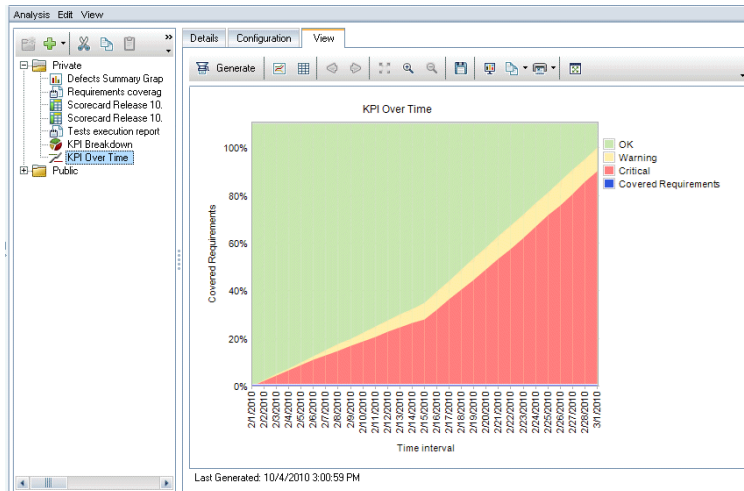 Analysis Edit View
»
Private
Defects Summary Grap
Requirements coverag
Scorecard Release 10.
Scorecard Release 10.
Tests execution report
KPI Breakdown
KPI Over Time
Public
Details Configuration View
Generate
KPI Over Time
100%
80%
60%
40%
20%
0%
Covered Requirements
OK
Warning
Critical
Covered Requirements
2/1/2010
2/2/2010
2/3/2010
2/4/2010
2/5/2010
2/6/2010
2/7/2010
2/8/2010
2/9/2010
2/10/2010
2/11/2010
2/12/2010
2/13/2010
2/14/2010
2/15/2010
2/16/2010
2/17/2010
2/18/2010
2/19/2010
2/20/2010
2/21/2010
2/22/2010
2/23/2010
2/24/2010
2/25/2010
2/26/2010
2/27/2010
2/28/2010
3/1/2010
Time interval
Last Generated: 10/4/2010 3:00:59 PM